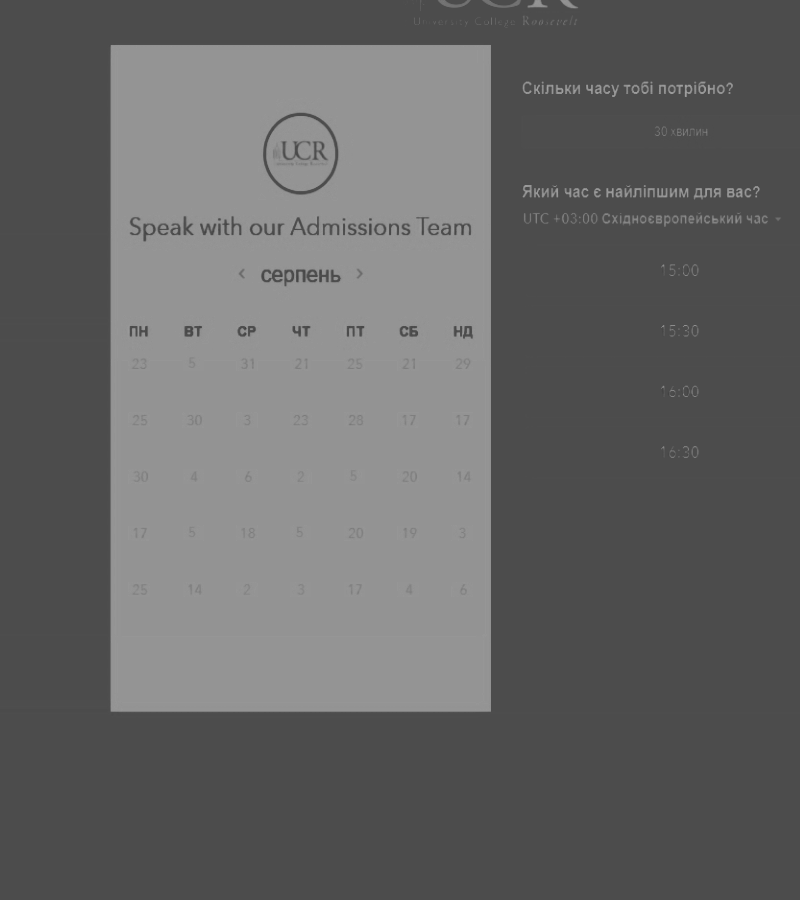 UCR
University College Roosevelt
UCR
Speak with our Admissions Team
‹ серпень ›
ПН ВТ СР ЧТ ПТ СБ НД
23 5 31 21 25 21 29
25 30 3 23 28 17 17
30 4 6 2 5 20 14
17 5 18 5 20 19 3
25 14 2 3 17 4 6
Скільки часу тобі потрібно?
30 хвилин
Який час є найліпшим для вас?
UTC +03:00 Східноєвропейський час
15:00
15:30
16:00
16:30